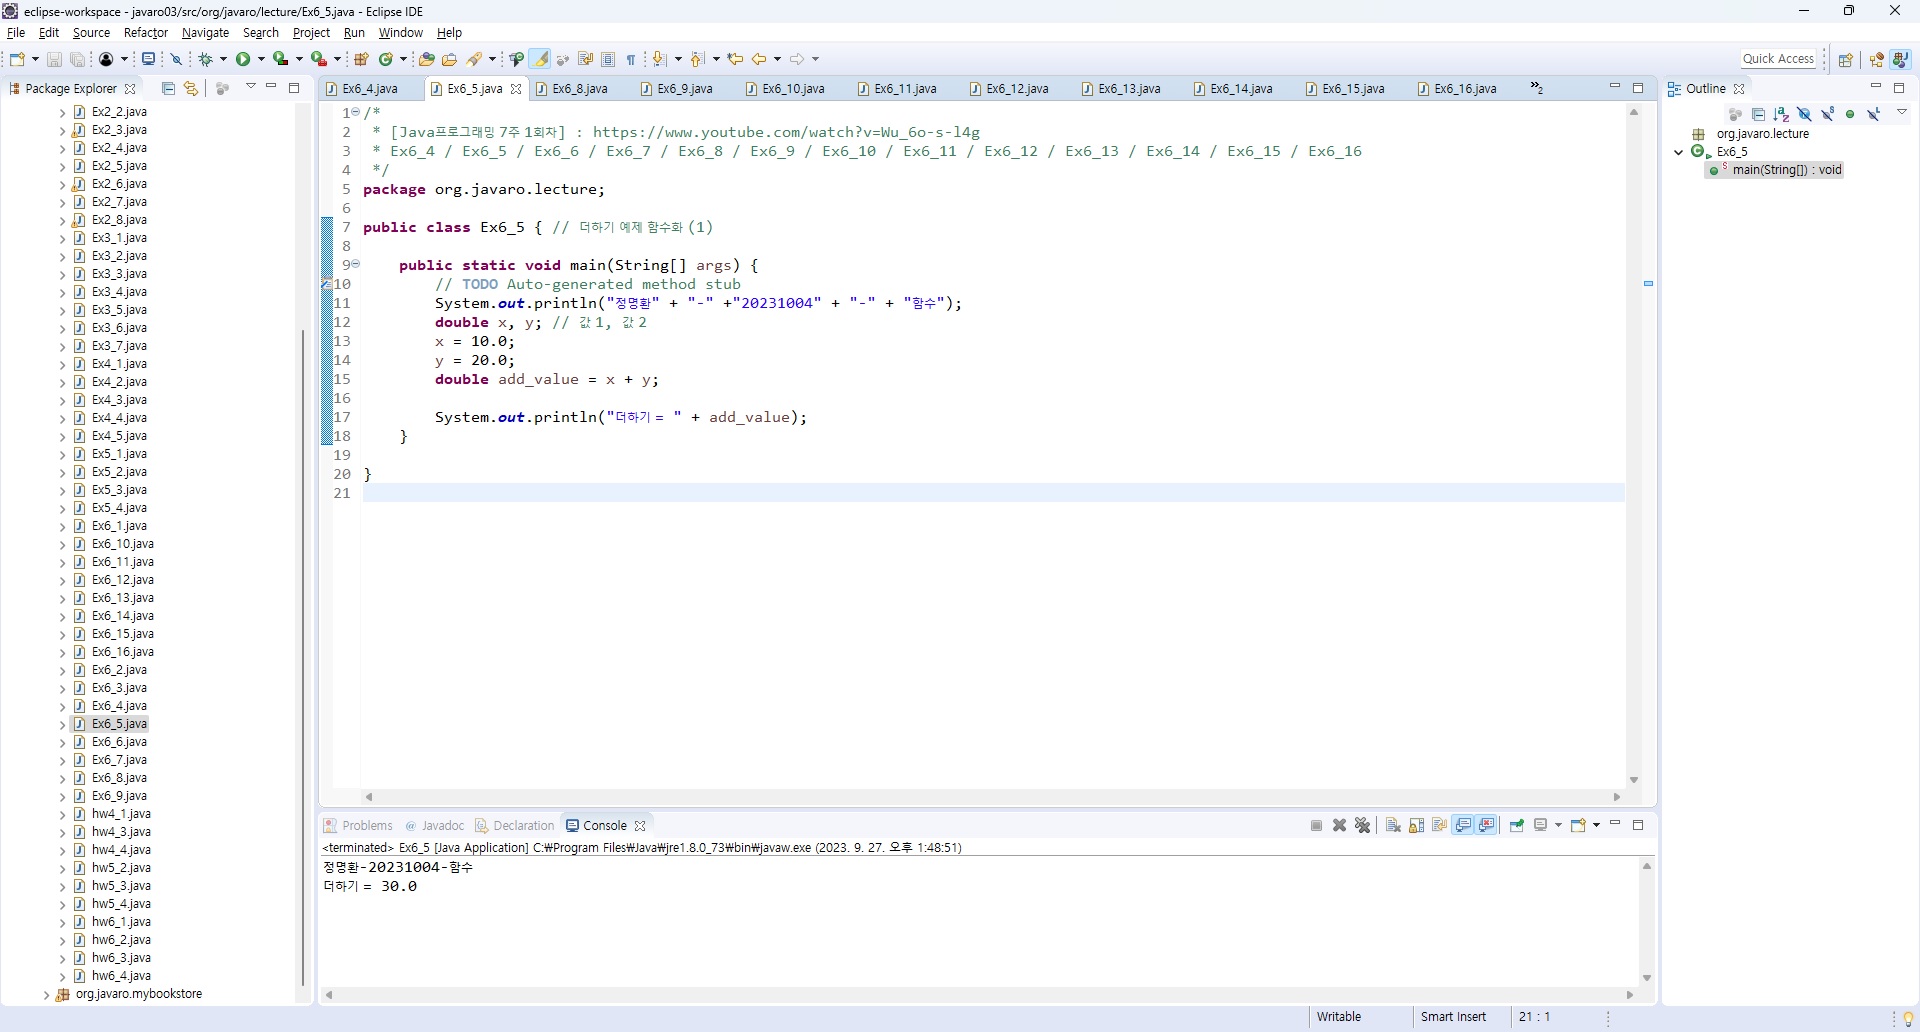 eclipse-workspace - javaro03/src/org/javaro/lecture/Ex6_5.java - Eclipse IDE
File Edit Source Refactor Navigate Search Project Run Window Help
Quick Access
Package Explorer
Ex2_2.java
Ex2_3.java
Ex2_4.java
Ex2_5.java
Ex2_6.java
Ex2_7.java
Ex2_8.java
Ex3_1.java
Ex3_2.java
Ex3_3.java
Ex3_4.java
Ex3_5.java
Ex3_6.java
Ex3_7.java
Ex4_1.java
Ex4_2.java
Ex4_3.java
Ex4_4.java
Ex4_5.java
Ex5_1.java
Ex5_2.java
Ex5_3.java
Ex5_4.java
Ex6_1.java
Ex6_10.java
Ex6_11.java
Ex6_12.java
Ex6_13.java
Ex6_14.java
Ex6_15.java
Ex6_16.java
Ex6_2.java
Ex6_3.java
Ex6_4.java
Ex6_5.java
Ex6_6.java
Ex6_7.java
Ex6_8.java
Ex6_9.java
hw4_1.java
hw4_3.java
hw4_4.java
hw5_2.java
hw5_3.java
hw5_4.java
hw6_1.java
hw6_2.java
hw6_3.java
hw6_4.java
org.javaro.mybookstore
Ex6_4.java Ex6_5.java Ex6_8.java Ex6_9.java Ex6_10.java Ex6_11.java Ex6_12.java Ex6_13.java Ex6_14.java Ex6_15.java Ex6_16.java »2
1 /*
2 * [Java프로그래밍 7주 1회차] : https://www.youtube.com/watch?v=Wu_6o-s-l4g
3 * Ex6_4 / Ex6_5 / Ex6_6 / Ex6_7 / Ex6_8 / Ex6_9 / Ex6_10 / Ex6_11 / Ex6_12 / Ex6_13 / Ex6_14 / Ex6_15 / Ex6_16
4 */
5 package org.javaro.lecture;
6
7 public class Ex6_5 { // 더하기 예제 함수화 (1)
8
9 public static void main(String[] args) {
10 // TODO Auto-generated method stub
11 System.out.println("정명환" + "-" +"20231004" + "-" + "함수");
12 double x, y; // 값 1, 값 2
13 x = 10.0;
14 y = 20.0;
15 double add_value = x + y;
16
17 System.out.println("더하기 = " + add_value);
18 }
19
20 }
21
Problems @ Javadoc Declaration Console
<terminated> Ex6_5 [Java Application] C:₩Program Files₩Java₩jre1.8.0_73₩bin₩javaw.exe (2023. 9. 27. 오후 1:48:51)
정명환-20231004-함수
더하기 = 30.0
Outline
org.javaro.lecture
Ex6_5
main(String[]) : void
Writable Smart Insert 21 : 1